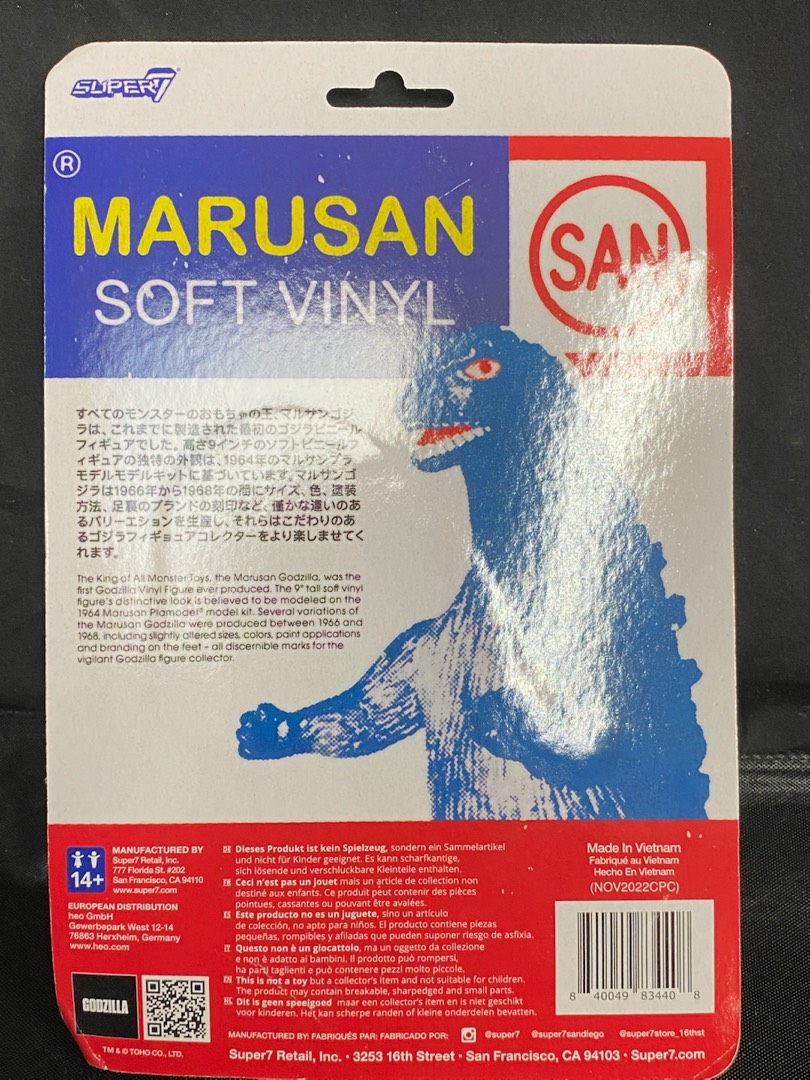 SUPER7
®
MARUSAN
SOFT VINYL
SAN
すべてのモンスターのおもちゃの王、マルサンゴジ
ラは、これまでに製造された最初のゴジラビニール
フィギュアでした。高さ9インチのソフトビニールフ
ィギュアの独特の外観は、1964年のマルサンプラ
モデルモデルキットに基づいています。マルサンゴ
ジラは1966年から1968年の間にサイズ、色、塗装
方法、足裏のブランドの刻印など、僅かな違いのあ
るバリーエションを生産し、それらはこだわりのあ
るゴジラフィギョュアコレクターをより楽しませてく
れます。
The King of All Monster Toys, the Marusan Godzilla, was the
first Godzilla Vinyl Figure ever produced. The 9" tall soft vinyl
figure's distinctive look is believed to be modeled on the
1964 Marusan Plamodel® model kit. Several variations of
the Marusan Godzilla were produced between 1966 and
1968, including slightly altered sizes, colors, paint applications
and branding on the feet – all discernible marks for the
vigilant Godzilla figure collector.
14+
MANUFACTURED BY
Super7 Retail, Inc.
777 Florida St. #202
San Francisco, CA 94110
www.super7.com
EUROPEAN DISTRIBUTION
heo GmbH
Gewerbepark West 12-14
76863 Herxheim, Germany
www.heo.com
GODZILLA
TM & © TOHO CO., LTD.
DE Dieses Produkt ist kein Spielzeug, sondern ein Sammelartikel
und nicht für Kinder geeignet. Es kann scharfkantige,
sich lösende und verschluckbare Kleinteile enthalten.
FR Ceci n'est pas un jouet mais un article de collection non
destiné aux enfants. Ce produit peut contenir des pièces
pointues, cassantes ou pouvant être avalées.
ES Este producto no es un juguete, sino un artículo
de colección, no apto para niños. El producto contiene piezas
pequeñas, rompibles y afiladas que pueden suponer riesgo de asfixia.
IT Questo non è un giocattolo, ma un oggetto da collezione
e non è adatto ai bambini. Il prodotto può rompersi,
ha parti taglienti e può contenere pezzi molto piccole.
EN This is not a toy but a collector's item and not suitable for children.
The product may contain breakable, sharpedged and small parts.
NL Dit is geen speelgoed maar een collector's item en is niet geschikt
voor kinderen. Het kan scherpe randen of kleine onderdelen bevatten.
Made In Vietnam
Fabriqué au Vietnam
Hecho En Vietnam
(NOV2022CPC)
8 40049 83440 8
MANUFACTURED BY: FABRIQUÉS PAR: FABRICADO POR: @super7 @super7sandiego @super7store_16thst
Super7 Retail, Inc. • 3253 16th Street • San Francisco, CA 94103 • Super7.com